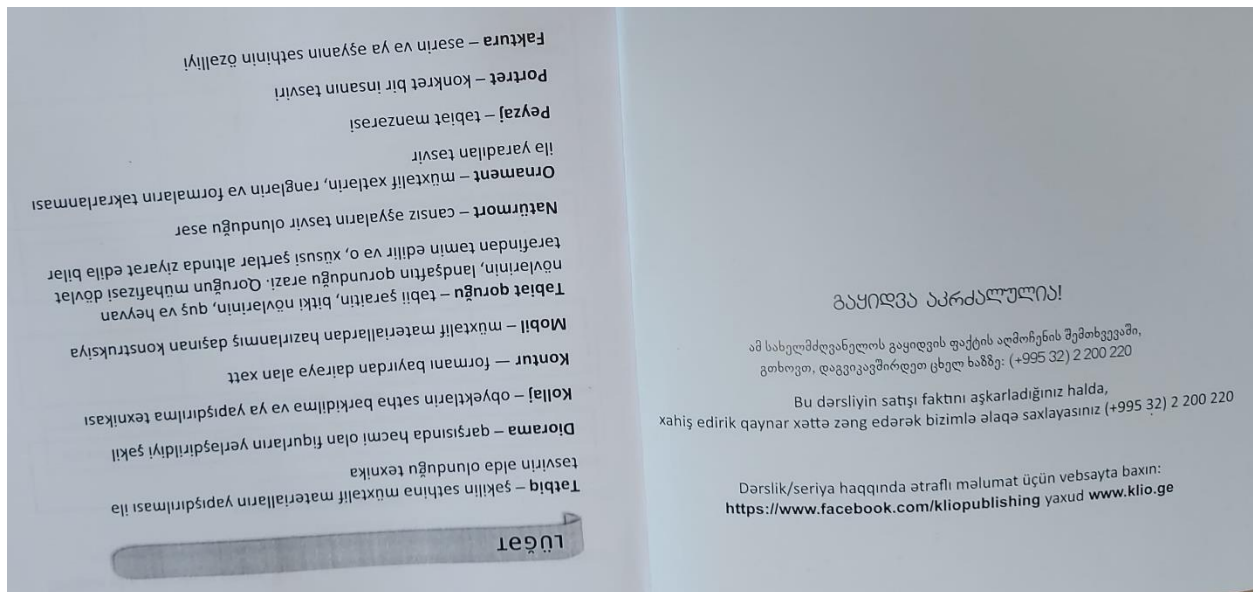 LÜĞƏT
Tətbiq – şəkilin səthinə müxtəlif materialların yapışdırılması ilə
təsvirin əldə olunduğu texnika
Diorama – qarşısında həcmi olan fiqurların yerləşdirildiyi şəkil
Kollaj – obyektlərin səthə bərkidilmə və ya yapışdırılma texnikası
Kontur — formanı bayırdan dairəyə alan xətt
Mobil – müxtəlif materiallardan hazırlanmış daşınan konstruksiya
Təbiət qoruğu – təbii şəraitin, bitki növlərinin, quş və heyvan
növlərinin, landşaftın qorunduğu ərazi. Qoruğun mühafizəsi dövlət
tərəfindən təmin edilir və o, xüsusi şərtlər altında ziyarət edilə bilər
Natürmort – cansız əşyaların təsvir olunduğu əsər
Ornament – müxtəlif xətlərin, rənglərin və formaların təkrarlanması
ilə yaradılan təsvir
Peyzaj – təbiət mənzərəsi
Portret – konkret bir insanın təsviri
Faktura – əsərin və ya əşyanın səthinin özəlliyi
გაყიდვა აკრძალულია!
ამ სახელმძღვანელოს გაყიდვის ფაქტის აღმოჩენის შემთხვევაში,
გთხოვთ, დაგვიკავშირდეთ ცხელ ხაზზე: (+995 32) 2 200 220
Bu dərsliyin satışı faktını aşkarladığınız halda,
xahiş edirik qaynar xəttə zəng edərək bizimlə əlaqə saxlayasınız (+995 32) 2 200 220
Dərslik/seriya haqqında ətraflı məlumat üçün vebsayta baxın:
https://www.facebook.com/kliopublishing yaxud www.klio.ge